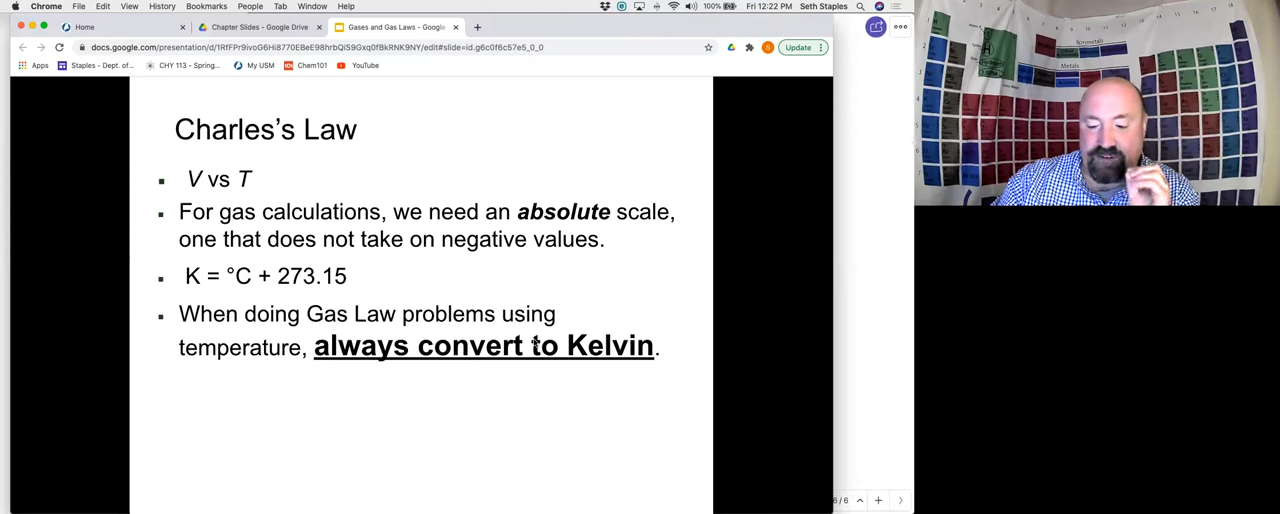 Chrome File Edit View History Bookmarks People Tab Window Help 100% Fri 12:22 PM Seth Staples
Home Chapter Slides - Google Drive Gases and Gas Laws - Google
docs.google.com/presentation/d/1RfFPr9ivoG6Hi8770EBeE98hrbQiS9Gxq0fBkRNK9NY/edit#slide=id.g6c0f6c57e5_0_0 Update
Apps Staples - Dept. of... CHY 113 - Spring... My USM 101 Chem101 YouTube
Charles's Law
V vs T
For gas calculations, we need an absolute scale,
one that does not take on negative values.
K = °C + 273.15
When doing Gas Law problems using
temperature, always convert to Kelvin.
6 / 6
Nonmetals
Metals
H